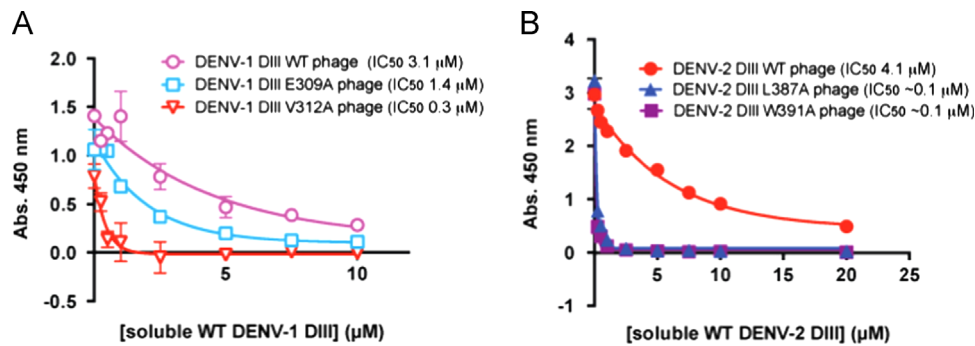 A
2.0
1.5
1.0
0.5
0.0
-0.5
Abs. 450 nm
DENV-1 DIII WT phage (IC50 3.1 µM)
DENV-1 DIII E309A phage (IC50 1.4 µM)
DENV-1 DIII V312A phage (IC50 0.3 µM)
5
10
[soluble WT DENV-1 DIII] (µM)
B
4
3
2
1
0
-1
Abs. 450 nm
DENV-2 DIII WT phage (IC50 4.1 µM)
DENV-2 DIII L387A phage (IC50 ~0.1 µM)
DENV-2 DIII W391A phage (IC50 ~0.1 µM)
5
10
15
20
25
[soluble WT DENV-2 DIII] (µM)